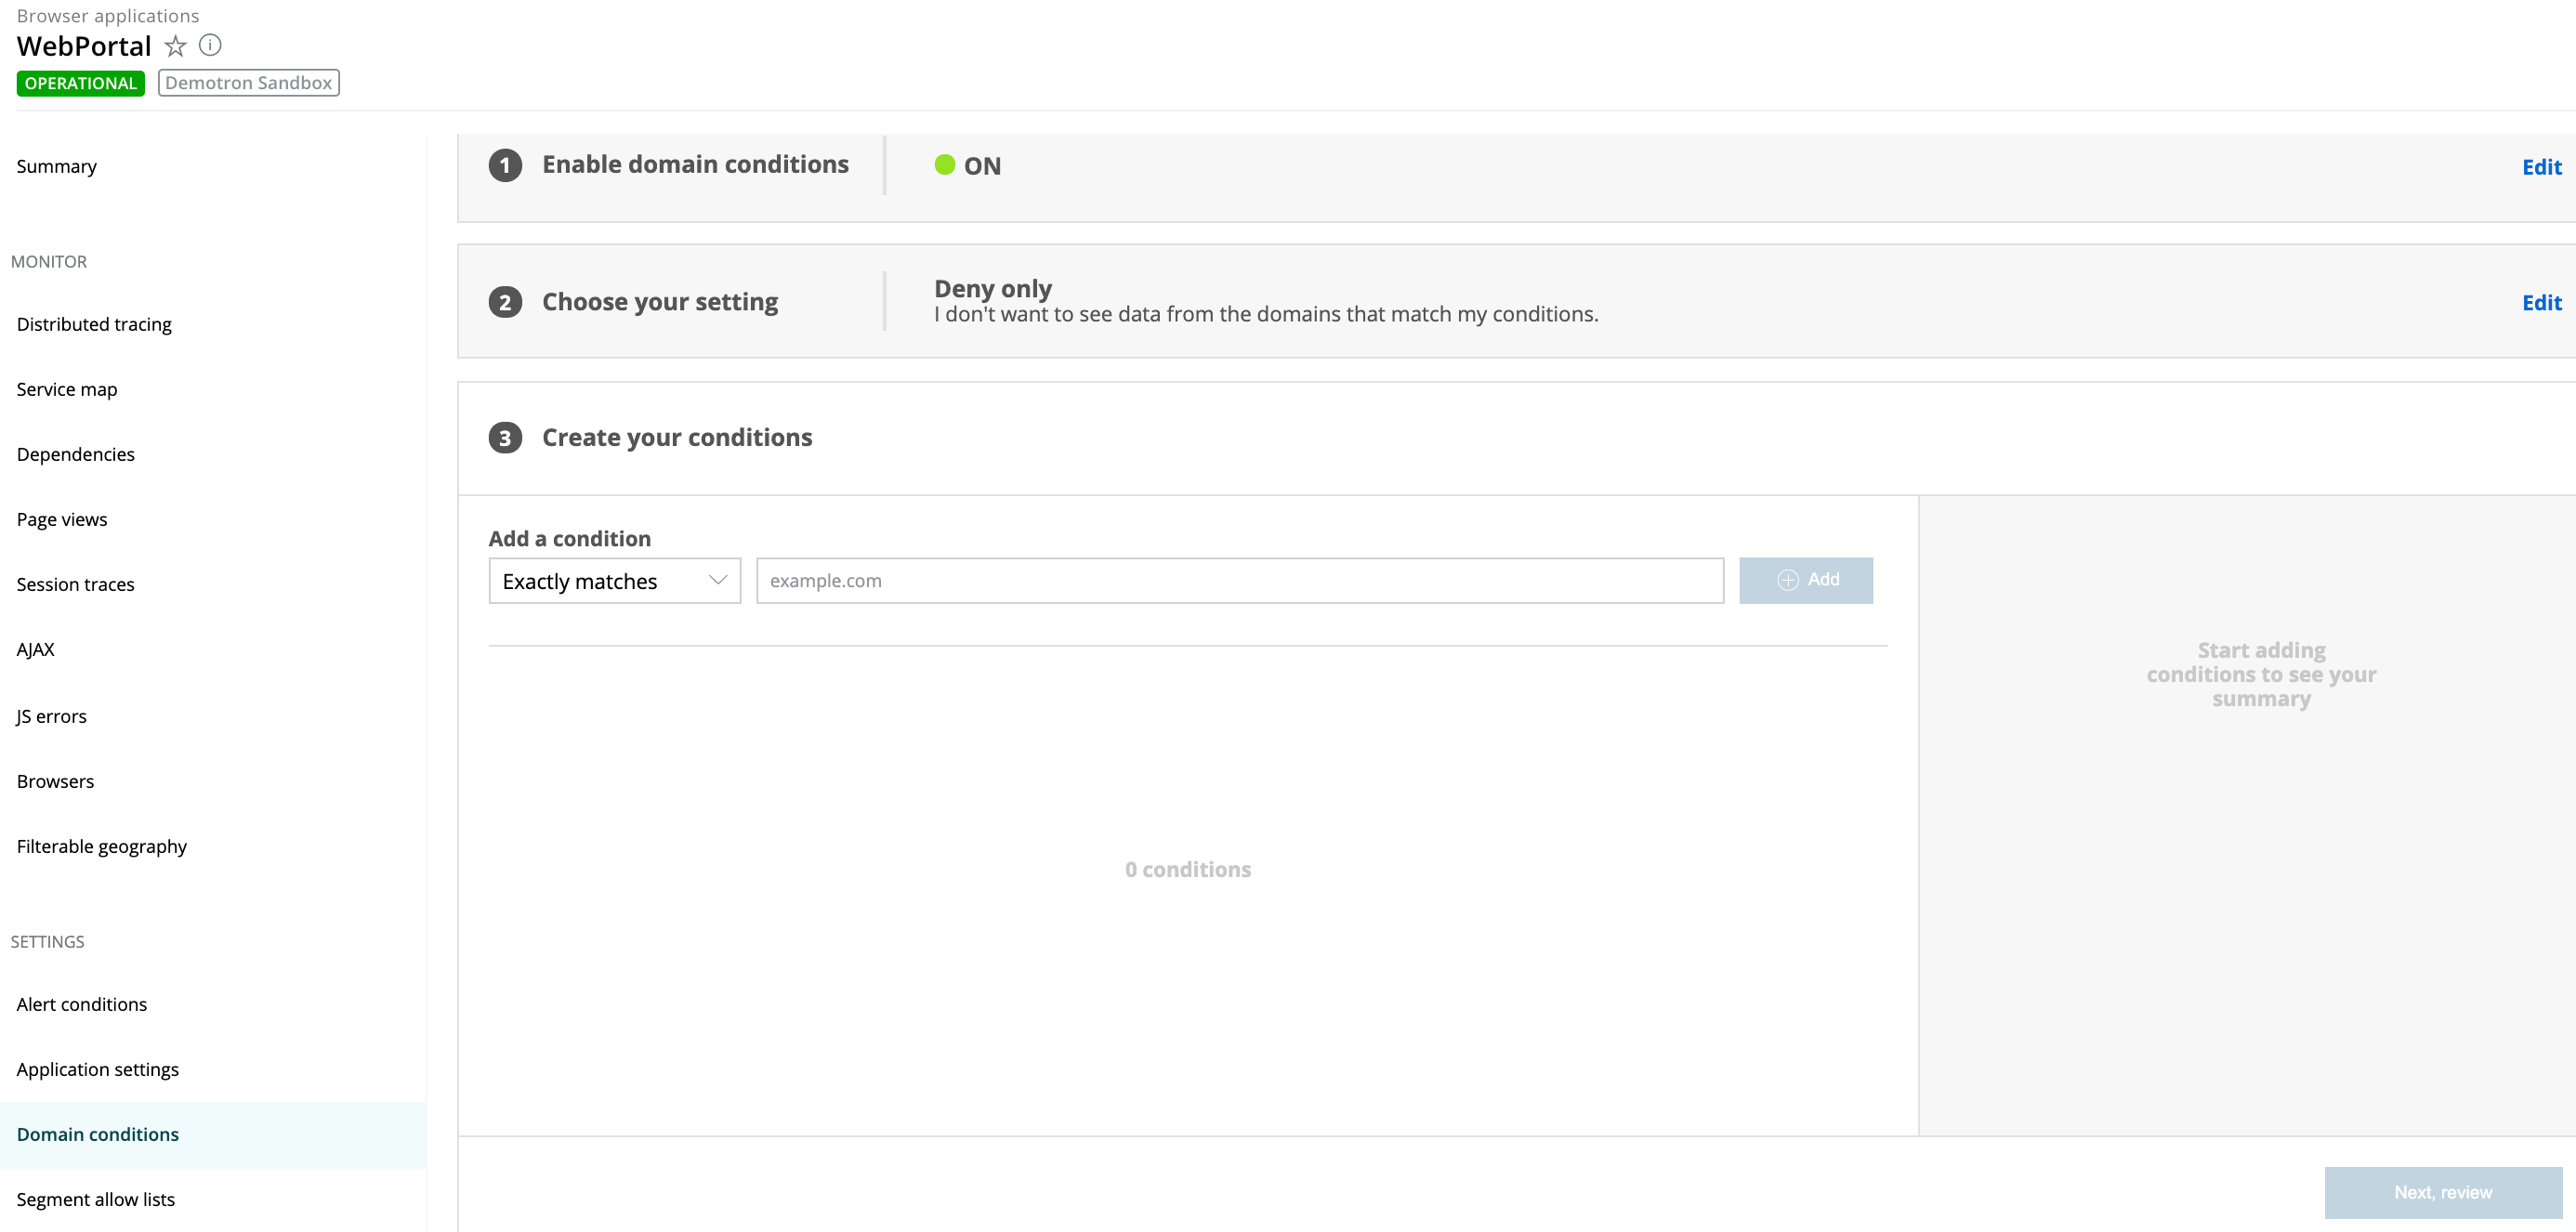 Browser applications
WebPortal
OPERATIONAL Demotron Sandbox
Summary
MONITOR
Distributed tracing
Service map
Dependencies
Page views
Session traces
AJAX
JS errors
Browsers
Filterable geography
SETTINGS
Alert conditions
Application settings
Domain conditions
Segment allow lists
1 Enable domain conditions ON Edit
2 Choose your setting
Deny only
I don't want to see data from the domains that match my conditions.
Edit
3 Create your conditions
Add a condition
Exactly matches example.com Add
0 conditions
Start adding
conditions to see your
summary
Next, review